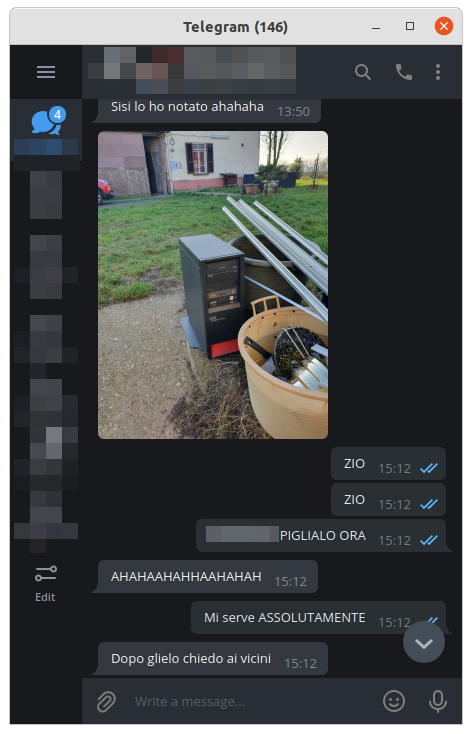 Telegram (146)
4
Sisi lo ho notato ahahaha 13:50
ZIO 15:12
ZIO 15:12
PIGLIALO ORA 15:12
AHAHAAHAHHAAHAHAH 15:12
Mi serve ASSOLUTAMENTE 15:12
Edit
Dopo glielo chiedo ai vicini 15:12
Write a message...